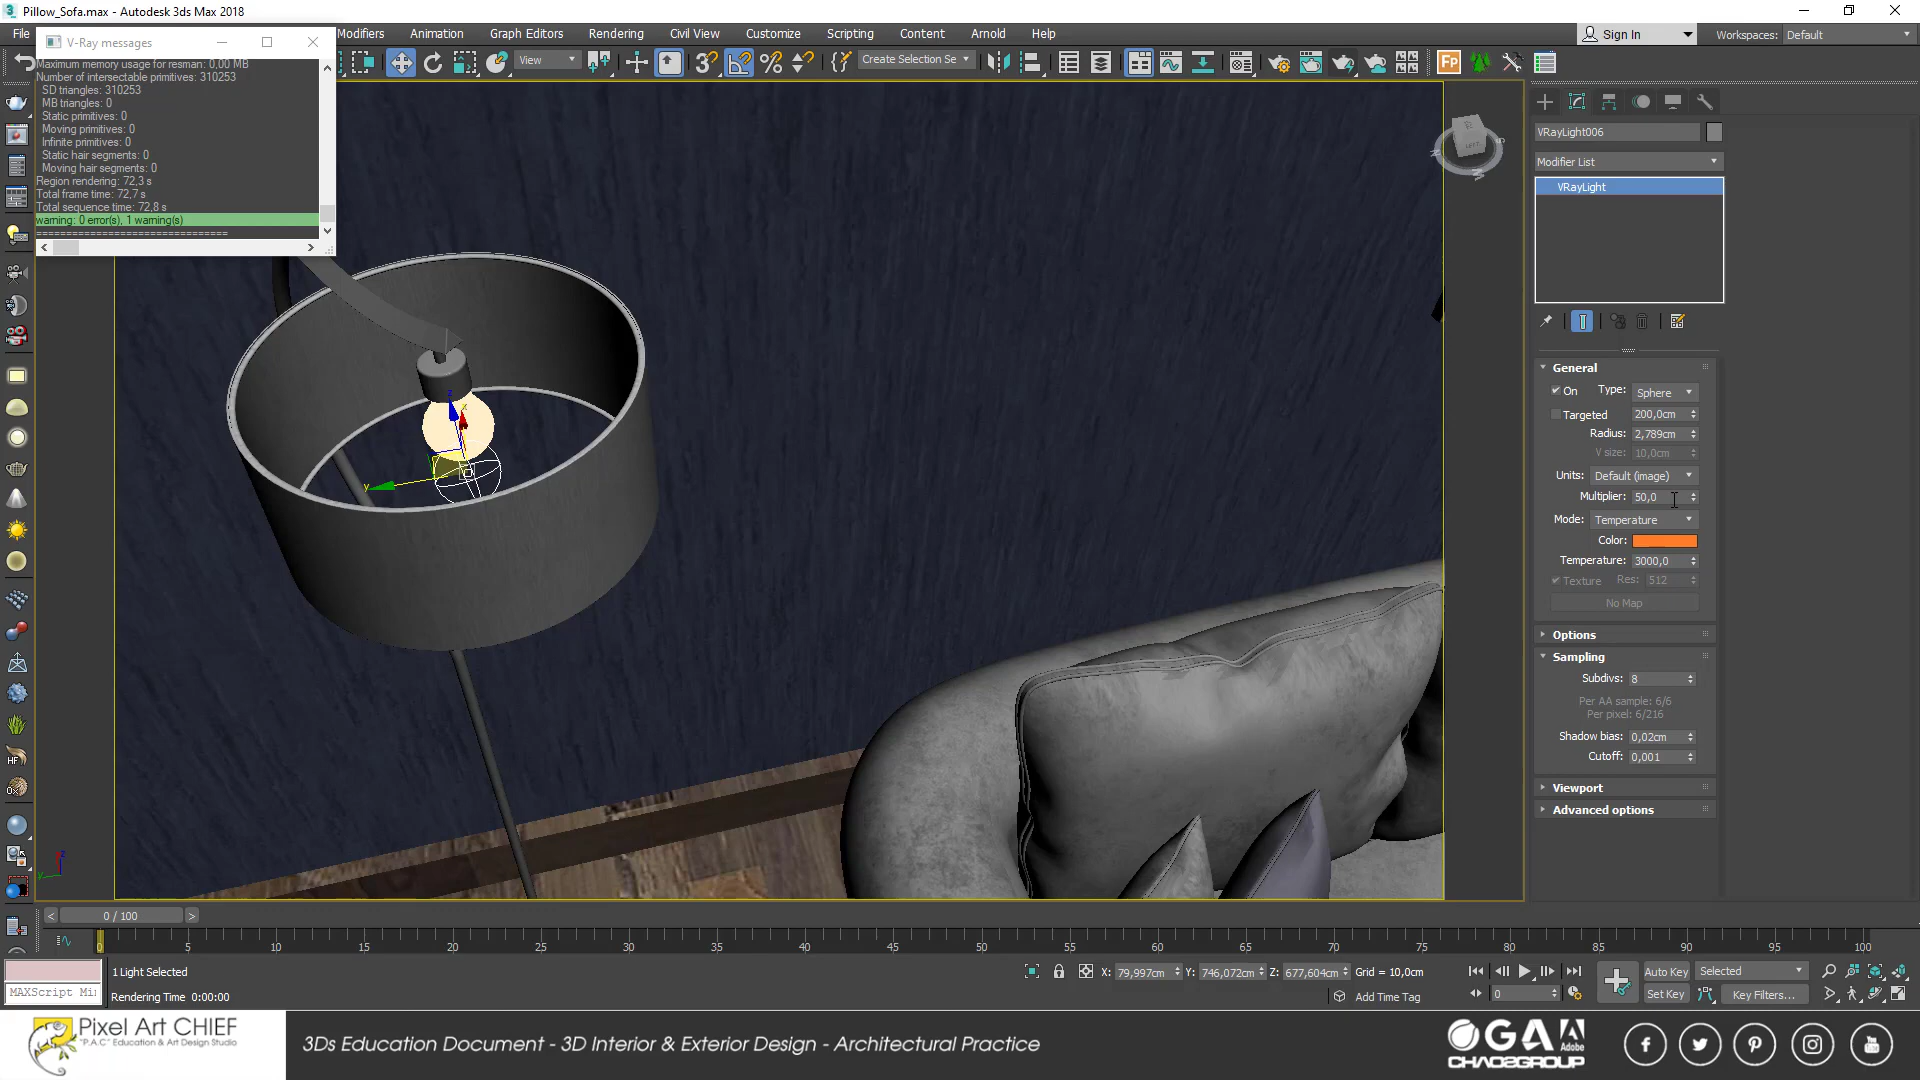 Pillow_Sofa.max - Autodesk 3ds Max 2018
File
Modifiers
Animation
Graph Editors
Rendering
Civil View
Customize
Scripting
Content
Arnold
Help
Sign In
Workspaces: Default
V-Ray messages
Maximum memory usage for resman: 0,00 MB
Number of intersectable primitives: 310253
SD triangles: 310253
MB triangles: 0
Static primitives: 0
Moving primitives: 0
Infinite primitives: 0
Static hair segments: 0
Moving hair segments: 0
Region rendering: 72,3 s
Total frame time: 72,7 s
Total sequence time: 72,8 s
warning: 0 error(s), 1 warning(s)
==============================
View
Create Selection Se
Fp
VRayLight006
Modifier List
VRayLight
General
On Type: Sphere
Targeted 200,0cm
Radius: 2,789cm
V size: 10,0cm
Units: Default (image)
Multiplier: 50,0
Mode: Temperature
Color:
Temperature: 3000,0
Texture Res: 512
No Map
Options
Sampling
Subdivs: 8
Per AA sample: 6/6
Per pixel: 6/216
Shadow bias: 0,02cm
Cutoff: 0,001
Viewport
Advanced options
HF
z
x
y
0 / 100
0 5 10 15 20 25 30 35 40 45 50 55 60 65 70 75 80 85 90 95 100
1 Light Selected
X: 79,997cm Y: 746,072cm Z: 677,604cm Grid = 10,0cm
Auto Key Selected
MAXScript Mi
Rendering Time 0:00:00
Add Time Tag
0
Set Key Key Filters...
Pixel Art CHIEF
"P.A.C" Education & Art Design Studio
3Ds Education Document - 3D Interior & Exterior Design - Architectural Practice
GA
Adobe
CHAOSGROUP
You
Tube